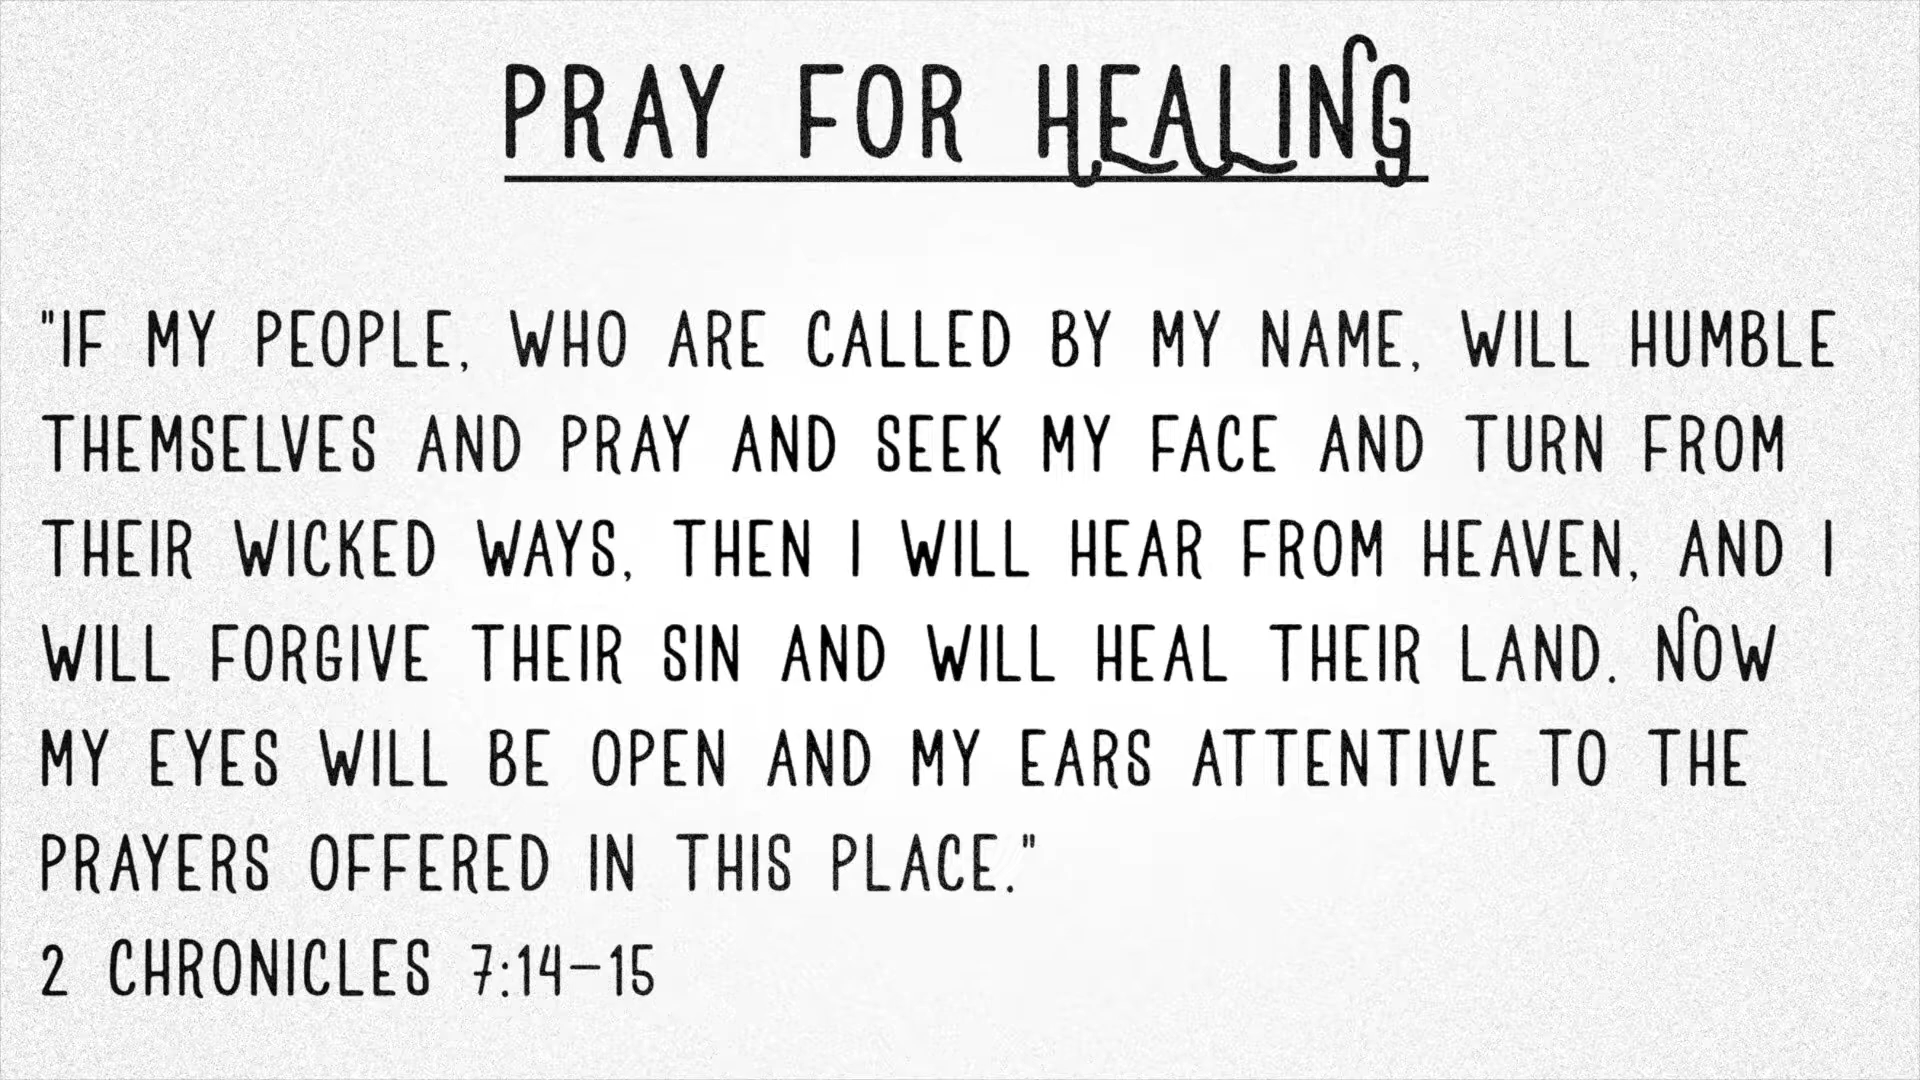 PRAY FOR HEALING
"IF MY PEOPLE, WHO ARE CALLED BY MY NAME, WILL HUMBLE
THEMSELVES AND PRAY AND SEEK MY FACE AND TURN FROM
THEIR WICKED WAYS, THEN I WILL HEAR FROM HEAVEN, AND I
WILL FORGIVE THEIR SIN AND WILL HEAL THEIR LAND. NOW
MY EYES WILL BE OPEN AND MY EARS ATTENTIVE TO THE
PRAYERS OFFERED IN THIS PLACE."
2 CHRONICLES 7:14-15